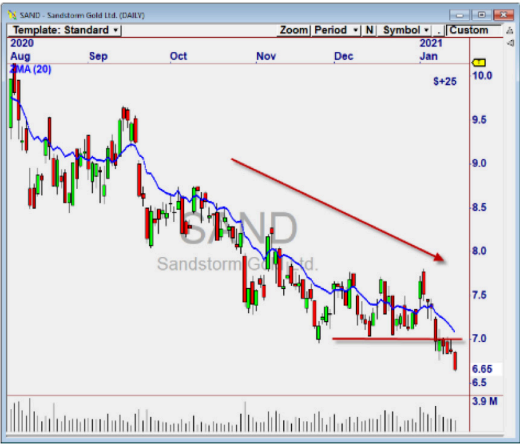 SAND - Sandstorm Gold Ltd. (DAILY)
Template: Standard Zoom Period N Symbol . Custom
2020 2021
Aug Sep Oct Nov Dec Jan
MA (20)
$+25
10.0
9.5
9.0
8.5
SAND
8.0
Sandstorm Gold Ltd.
7.5
7.0
6.65
6.5
3.9 M